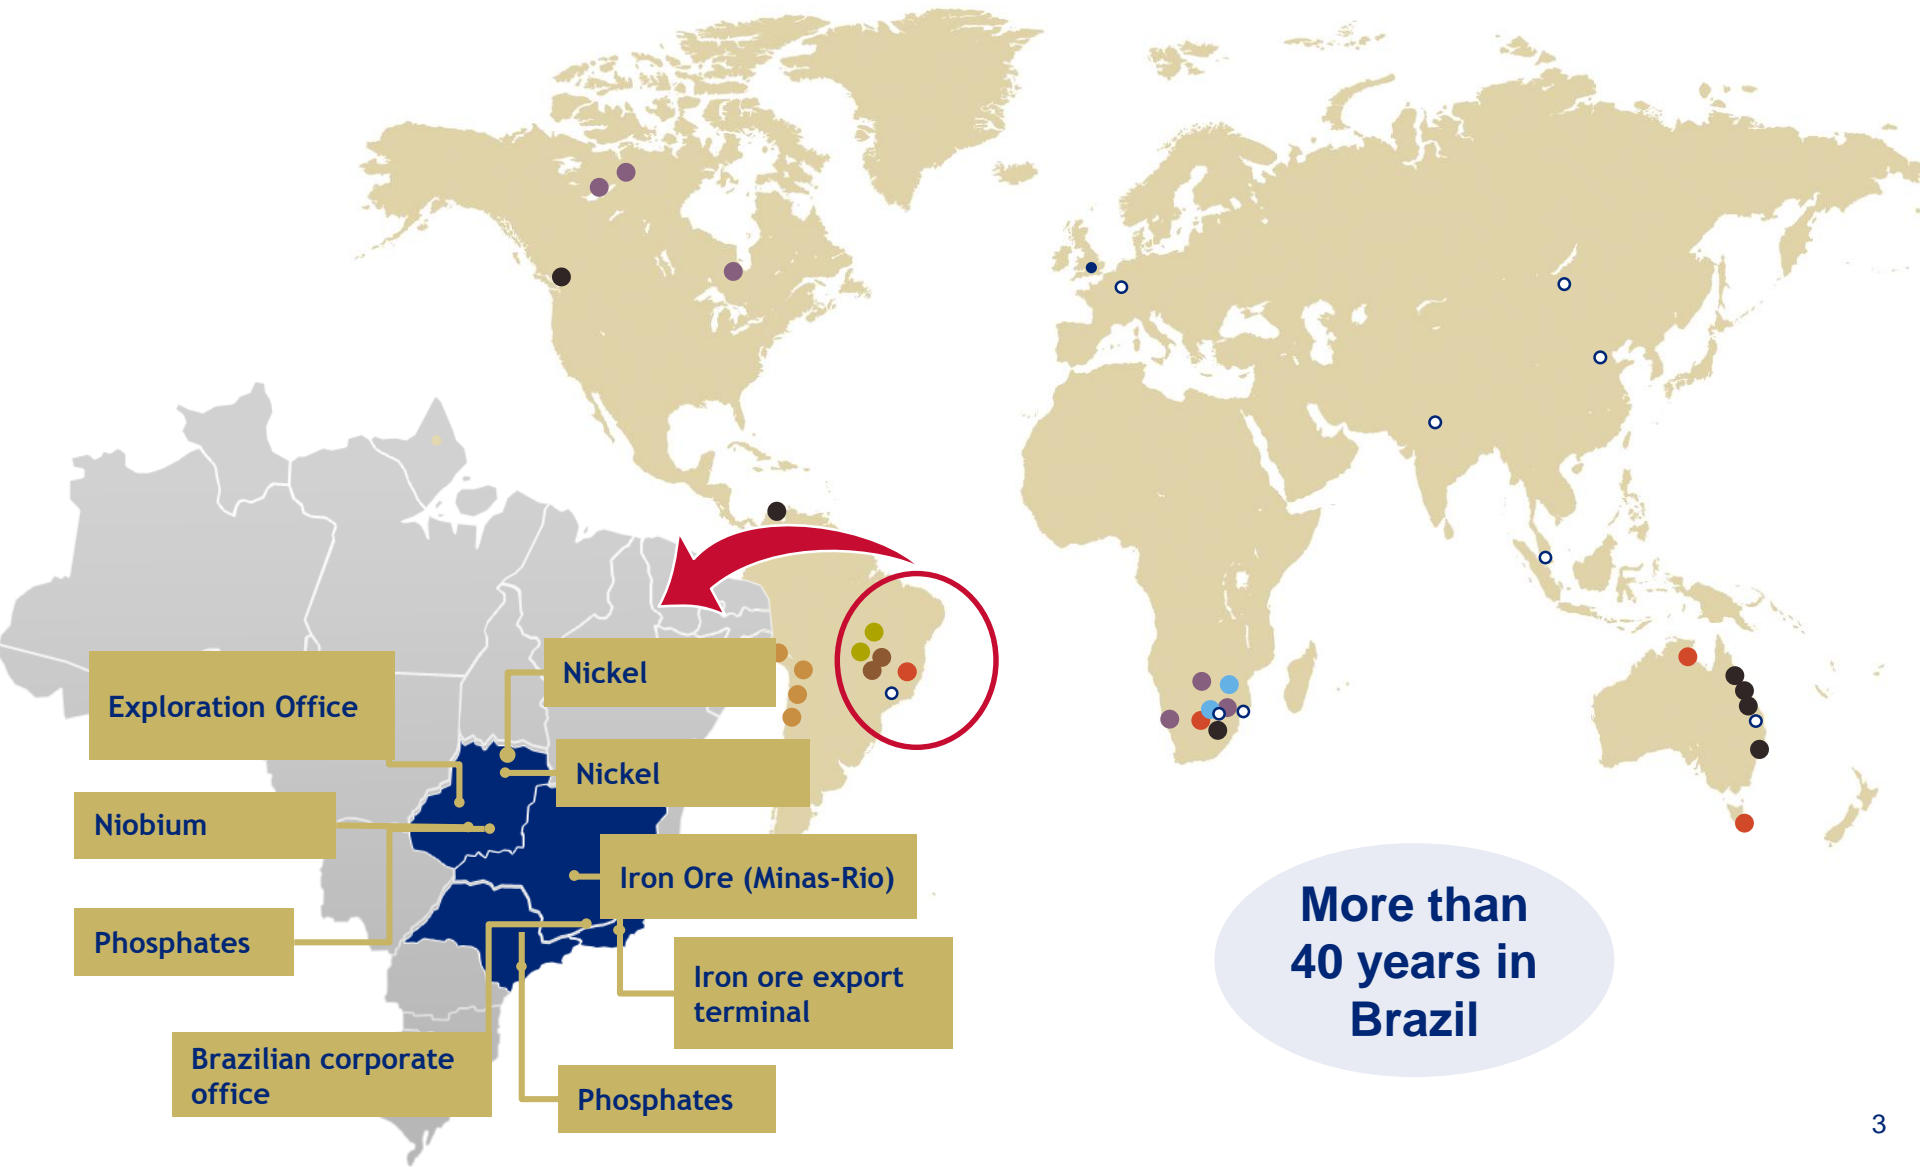 Nickel
Exploration Office
Nickel
Niobium
Iron Ore (Minas-Rio)
Phosphates
Iron ore export
terminal
Brazilian corporate
office
Phosphates
More than
40 years in
Brazil
3